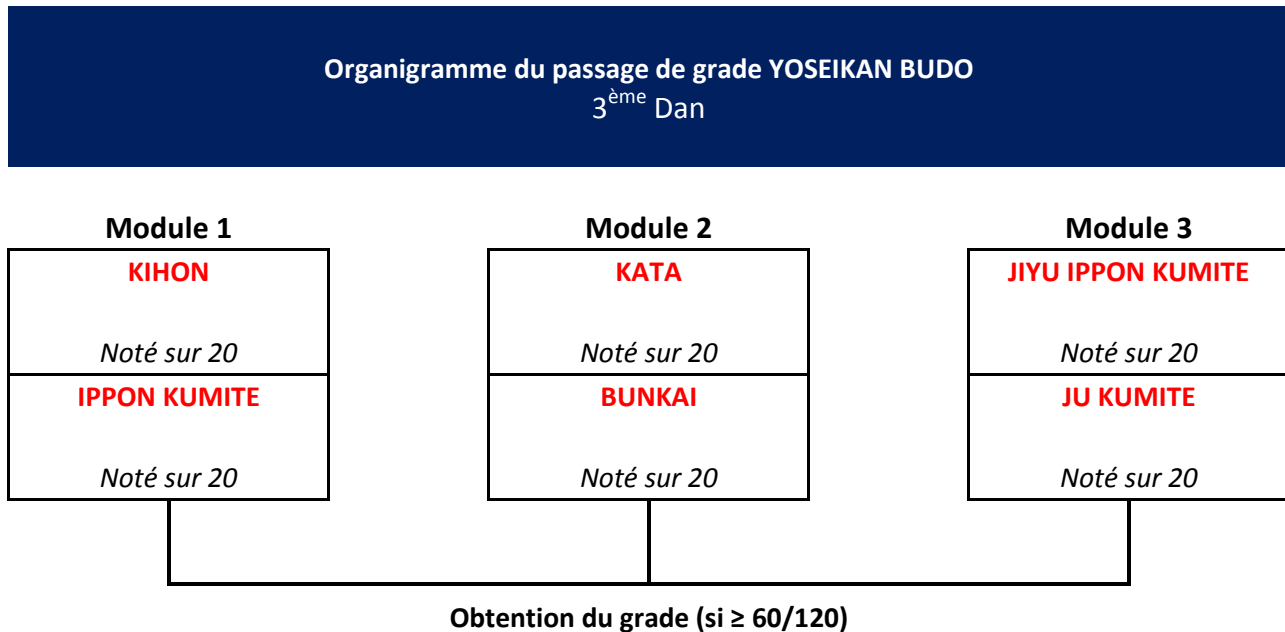 Organigramme du passage de grade YOSEIKAN BUDO
3ème Dan
Module 1
KIHON
Noté sur 20
IPPON KUMITE
Noté sur 20
Module 2
KATA
Noté sur 20
BUNKAI
Noté sur 20
Module 3
JIYU IPPON KUMITE
Noté sur 20
JU KUMITE
Noté sur 20
Obtention du grade (si ≥ 60/120)